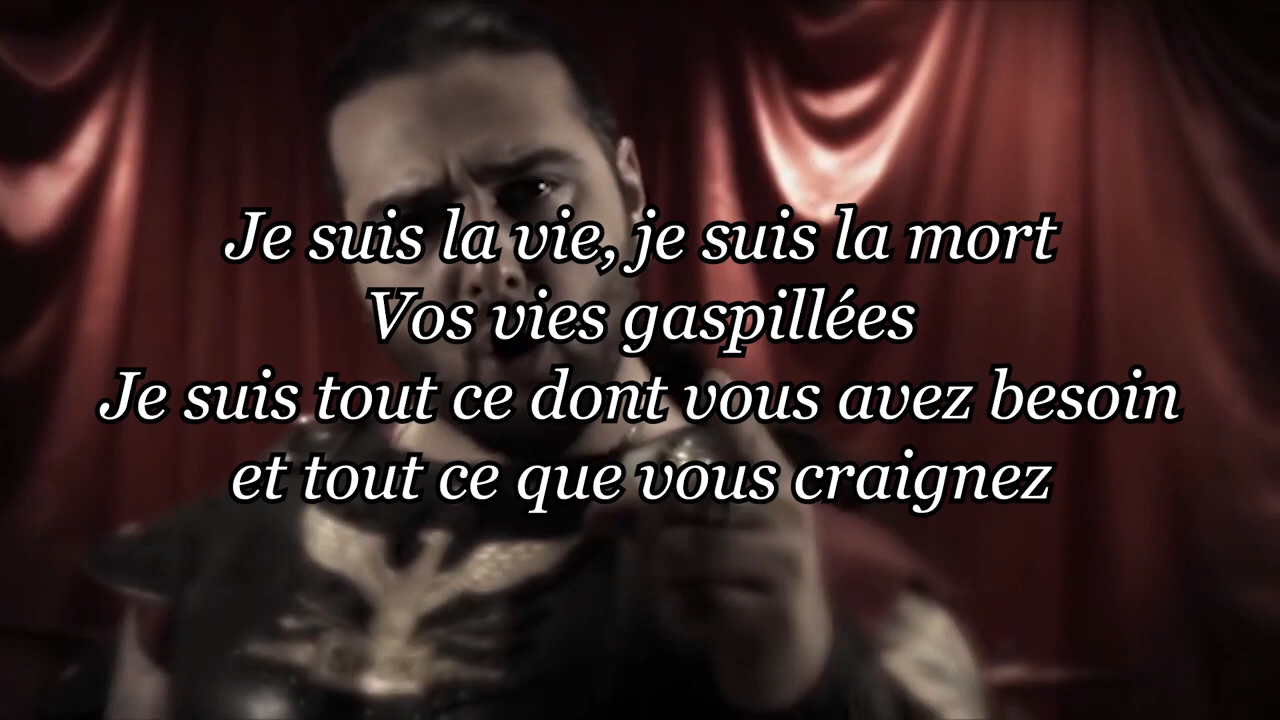 Je suis la vie, je suis la mort
Vos vies gaspillées
Je suis tout ce dont vous avez besoin
et tout ce que vous craignez